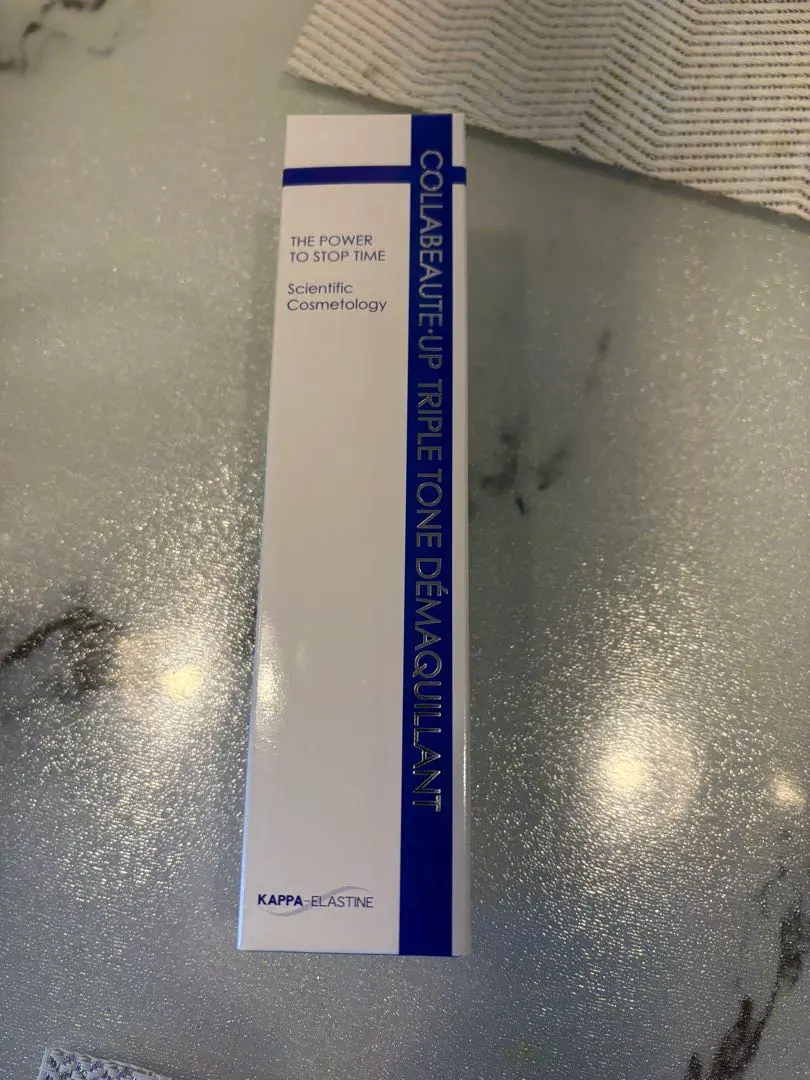 THE POWER
TO STOP TIME
Scientific
Cosmetology
COLLABEAUTE·UP TRIPLE TONE DÉMAQUILLANT
KAPPA-ELASTINE